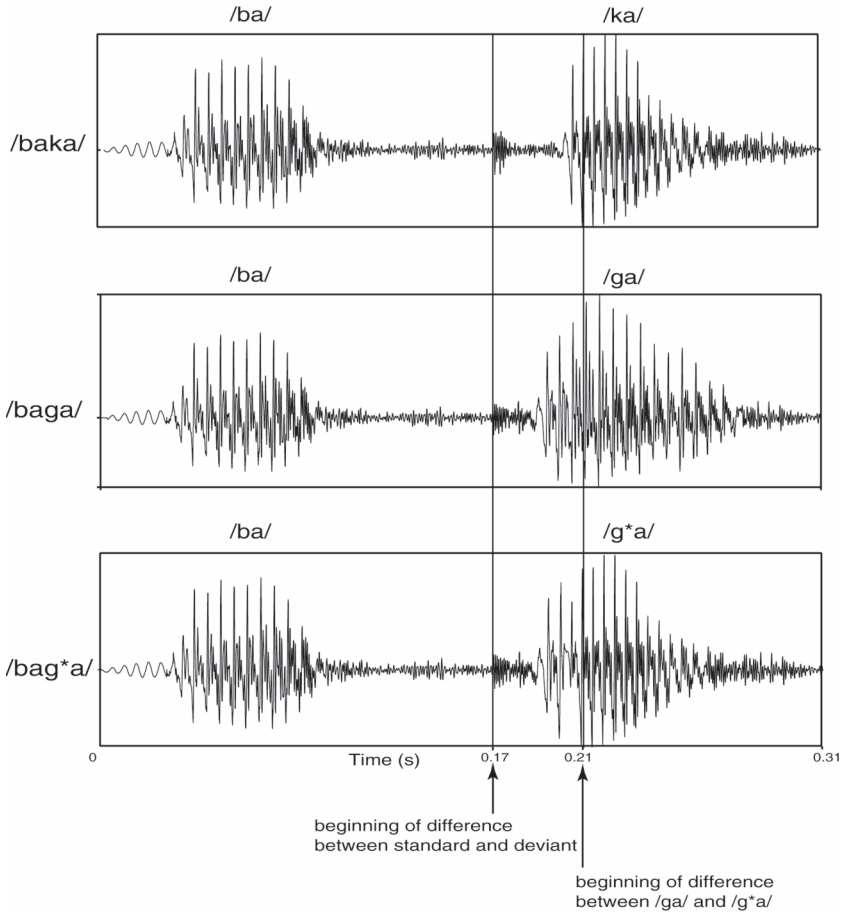 /ba/ /ka/
/baka/
/ba/ /ga/
/baga/
/ba/ /g*a/
/bag*a/
0 Time (s) 0.17 0.21 0.31
beginning of difference
between standard and deviant
beginning of difference
between /ga/ and /g*a/